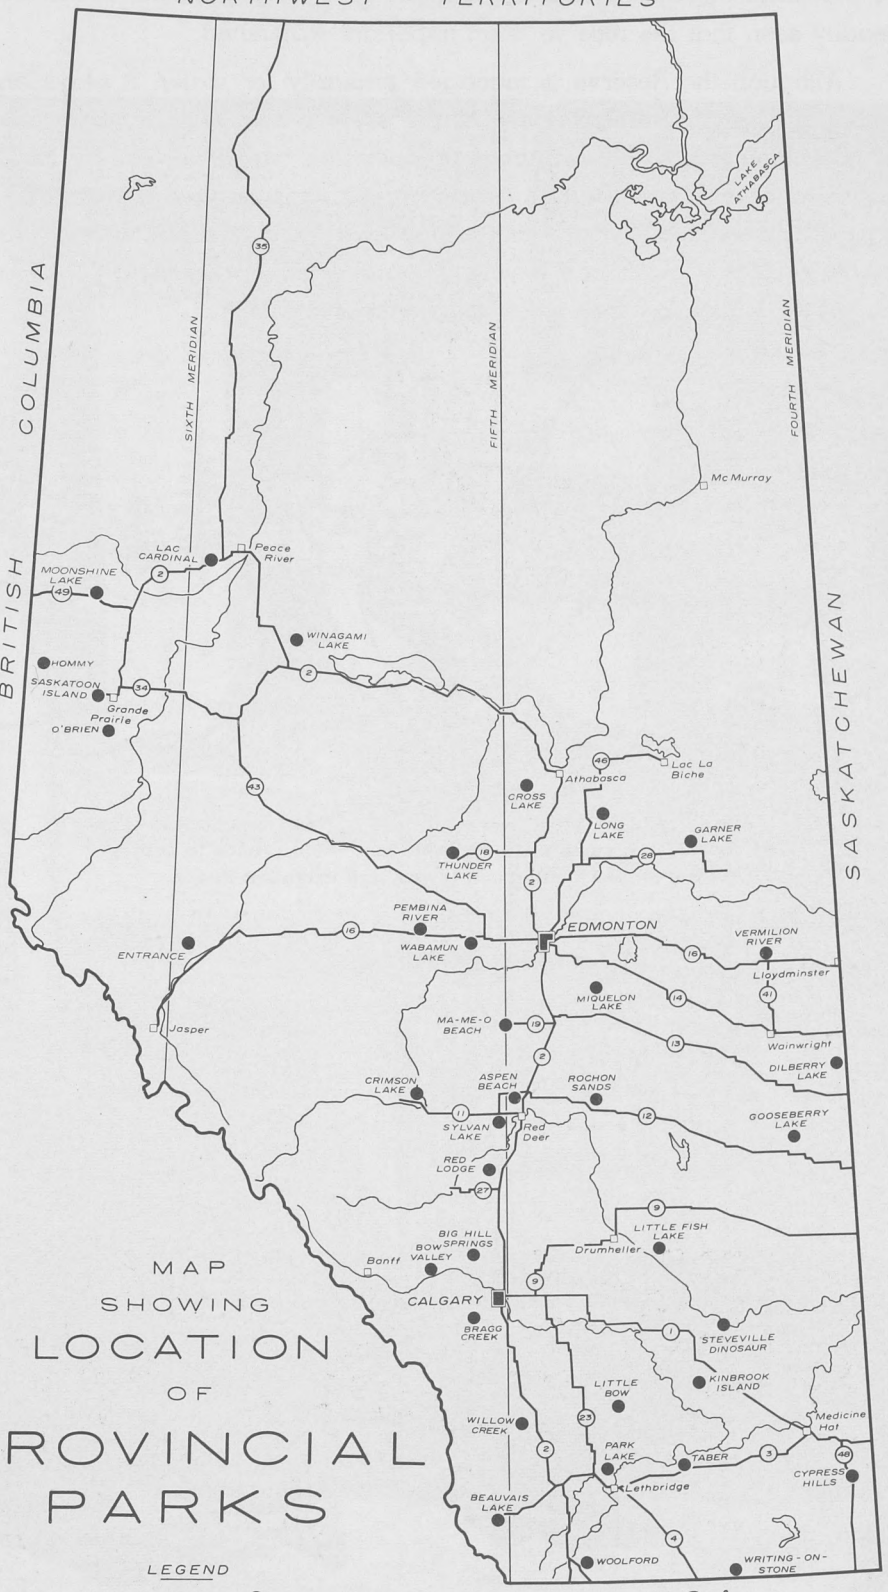 NORTHWEST TERRITORIES
LAKE
ATHABASCA
35
BRITISH COLUMBIA
SIXTH MERIDIAN
FIFTH MERIDIAN
FOURTH MERIDIAN
SASKATCHEWAN
Mc Murray
LAC
CARDINAL
Peace
River
MOONSHINE
LAKE
2
49
WINAGAMI
LAKE
HOMMY
2
SASKATOON
ISLAND
34
Grande
Prairie
O'BRIEN
46
Lac La
Biche
Athabasca
43
CROSS
LAKE
LONG
LAKE
GARNER
LAKE
THUNDER
LAKE
18
28
2
PEMBINA
RIVER
EDMONTON
16
VERMILION
RIVER
ENTRANCE
WABAMUN
LAKE
16
Lloydminster
MIQUELON
LAKE
14
41
MA-ME-O
BEACH
19
Jasper
Wainwright
13
2
DILBERRY
LAKE
CRIMSON
LAKE
ASPEN
BEACH
ROCHON
SANDS
11
12
GOOSEBERRY
LAKE
SYLVAN
LAKE
Red
Deer
RED
LODGE
27
9
LITTLE FISH
LAKE
BIG HILL
SPRINGS
BOW
VALLEY
Drumheller
Banff
9
CALGARY
BRAGG
CREEK
1
STEVEVILLE
DINOSAUR
LITTLE
BOW
KINBROOK
ISLAND
WILLOW
CREEK
23
Medicine
Hat
2
PARK
LAKE
TABER
3
48
CYPRESS
HILLS
Lethbridge
BEAUVAIS
LAKE
4
WOOLFORD
WRITING-ON-
STONE
MAP
SHOWING
LOCATION
OF
ROVINCIAL
PARKS
LEGEND